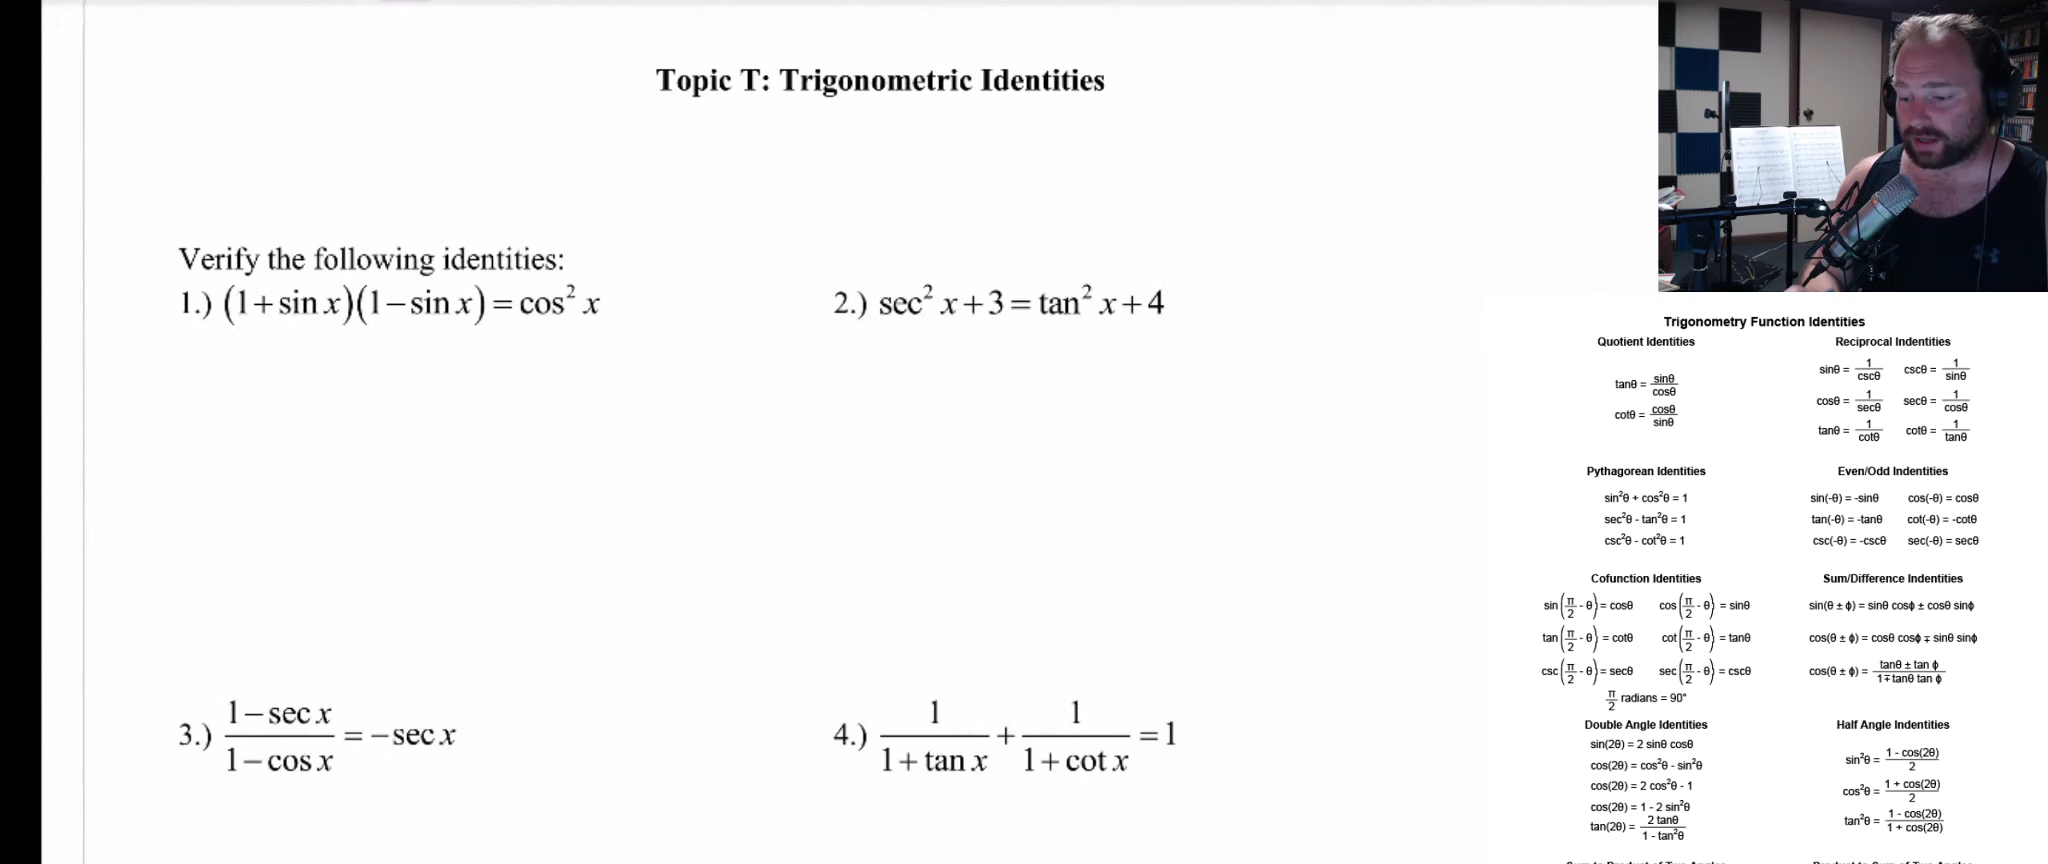 Topic T: Trigonometric Identities
Verify the following identities:
1.) (1+sin x)(1−sin x)=cos² x
2.) sec² x+3=tan² x+4
3.) (1−sec x)/(1−cos x) = −sec x
4.) 1/(1+tan x) + 1/(1+cot x) = 1
Trigonometry Function Identities
Quotient Identities
tanθ = sinθ/cosθ
cotθ = cosθ/sinθ
Reciprocal Indentities
sinθ = 1/cscθ cscθ = 1/sinθ
cosθ = 1/secθ secθ = 1/cosθ
tanθ = 1/cotθ cotθ = 1/tanθ
Pythagorean Identities
sin²θ + cos²θ = 1
sec²θ - tan²θ = 1
csc²θ - cot²θ = 1
Even/Odd Indentities
sin(-θ) = -sinθ cos(-θ) = cosθ
tan(-θ) = -tanθ cot(-θ) = -cotθ
csc(-θ) = -cscθ sec(-θ) = secθ
Cofunction Identities
sin(π/2 - θ) = cosθ cos(π/2 - θ) = sinθ
tan(π/2 - θ) = cotθ cot(π/2 - θ) = tanθ
csc(π/2 - θ) = secθ sec(π/2 - θ) = cscθ
π/2 radians = 90°
Sum/Difference Indentities
sin(θ ± ϕ) = sinθ cosϕ ± cosθ sinϕ
cos(θ ± ϕ) = cosθ cosϕ ∓ sinθ sinϕ
cos(θ ± ϕ) = (tanθ ± tan ϕ)/(1∓tanθ tan ϕ)
Double Angle Identities
sin(2θ) = 2 sinθ cosθ
cos(2θ) = cos²θ - sin²θ
cos(2θ) = 2 cos²θ - 1
cos(2θ) = 1 - 2 sin²θ
tan(2θ) = 2 tanθ/(1 - tan²θ)
Half Angle Indentities
sin²θ = (1 - cos(2θ))/2
cos²θ = (1 + cos(2θ))/2
tan²θ = (1 - cos(2θ))/(1 + cos(2θ))